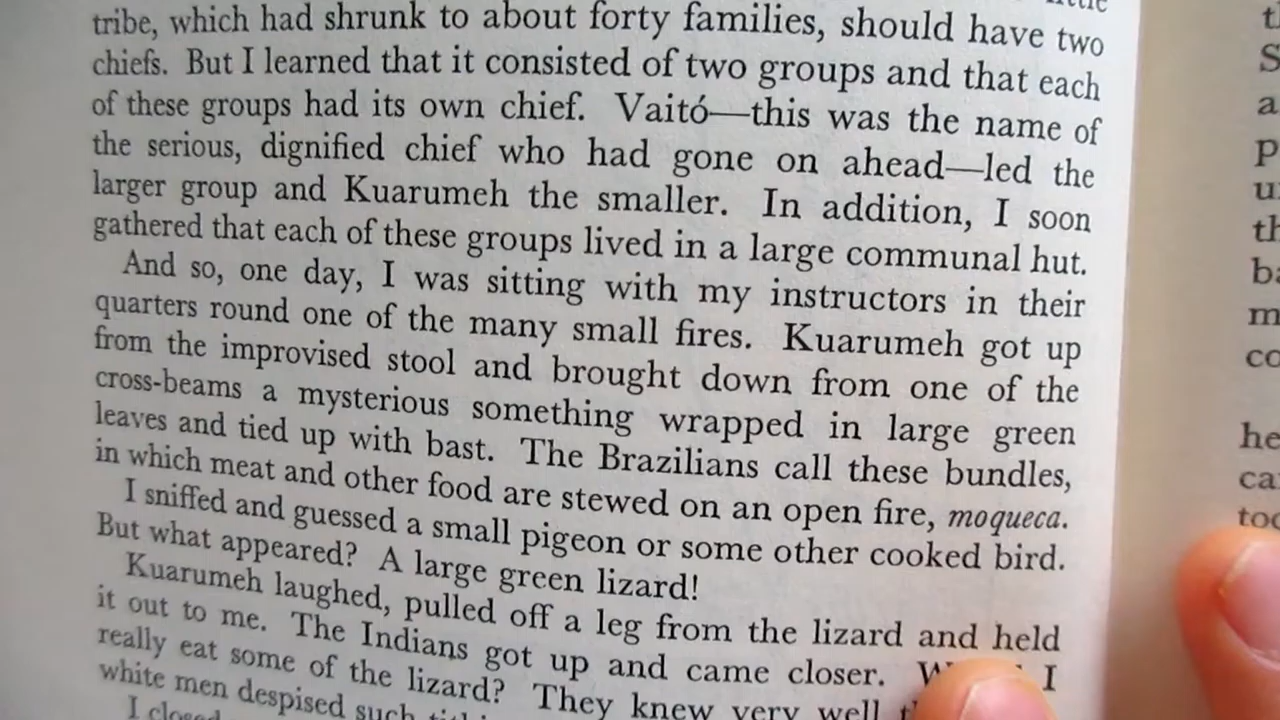 tribe, which had shrunk to about forty families, should have two
chiefs. But I learned that it consisted of two groups and that each
of these groups had its own chief. Vaitó—this was the name of
the serious, dignified chief who had gone on ahead—led the
larger group and Kuarumeh the smaller. In addition, I soon
gathered that each of these groups lived in a large communal hut.
And so, one day, I was sitting with my instructors in their
quarters round one of the many small fires. Kuarumeh got up
from the improvised stool and brought down from one of the
cross-beams a mysterious something wrapped in large green
leaves and tied up with bast. The Brazilians call these bundles,
in which meat and other food are stewed on an open fire, moqueca.
I sniffed and guessed a small pigeon or some other cooked bird.
But what appeared? A large green lizard!
Kuarumeh laughed, pulled off a leg from the lizard and held
it out to me. The Indians got up and came closer. I
really eat some of the lizard? They knew very well
white men despised such
I closed